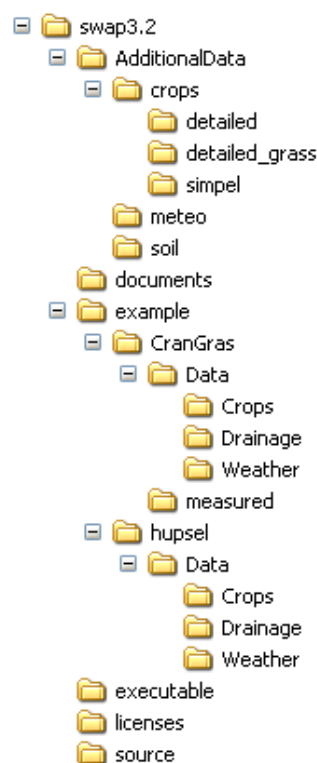 swap3.2
AdditionalData
crops
detailed
detailed_grass
simpel
meteo
soil
documents
example
CranGras
Data
Crops
Drainage
Weather
measured
hupsel
Data
Crops
Drainage
Weather
executable
licenses
source